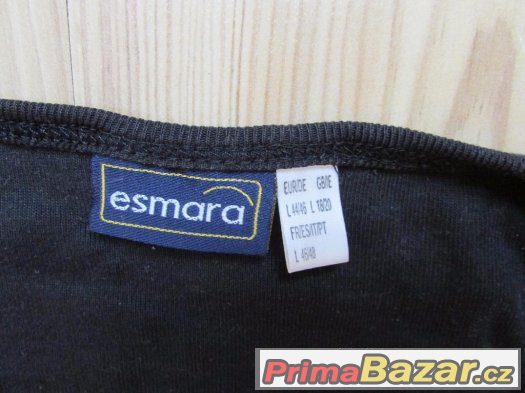 esmara
EUR/DE GB/IE
L 44/46 L 18/20
FR/ES/IT/PT
L 46/48
PrimaBazar.cz